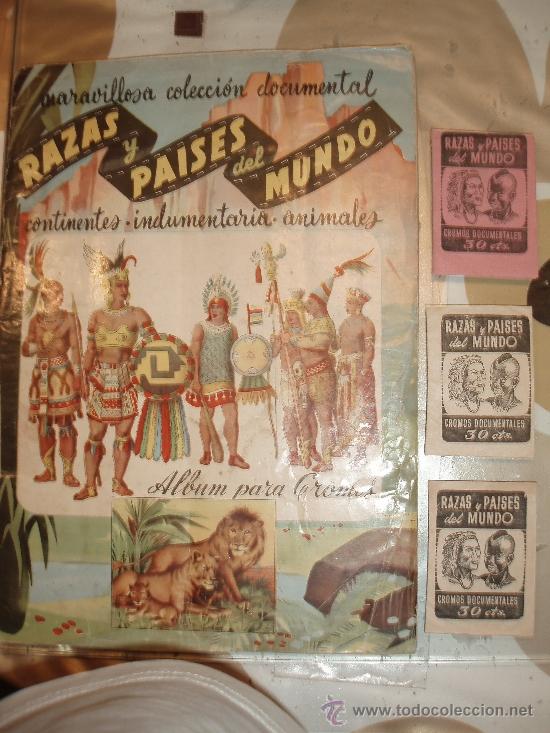 maravillosa colección documental
RAZAS y PAISES del MUNDO
continentes · indumentaria · animales
Album para Cromos
RAZAS y PAISES
del MUNDO
CROMOS DOCUMENTALES
30 cts.
RAZAS y PAISES
del MUNDO
CROMOS DOCUMENTALES
30 cts.
RAZAS y PAISES
del MUNDO
CROMOS DOCUMENTALES
30 cts.
www.todocoleccion.net